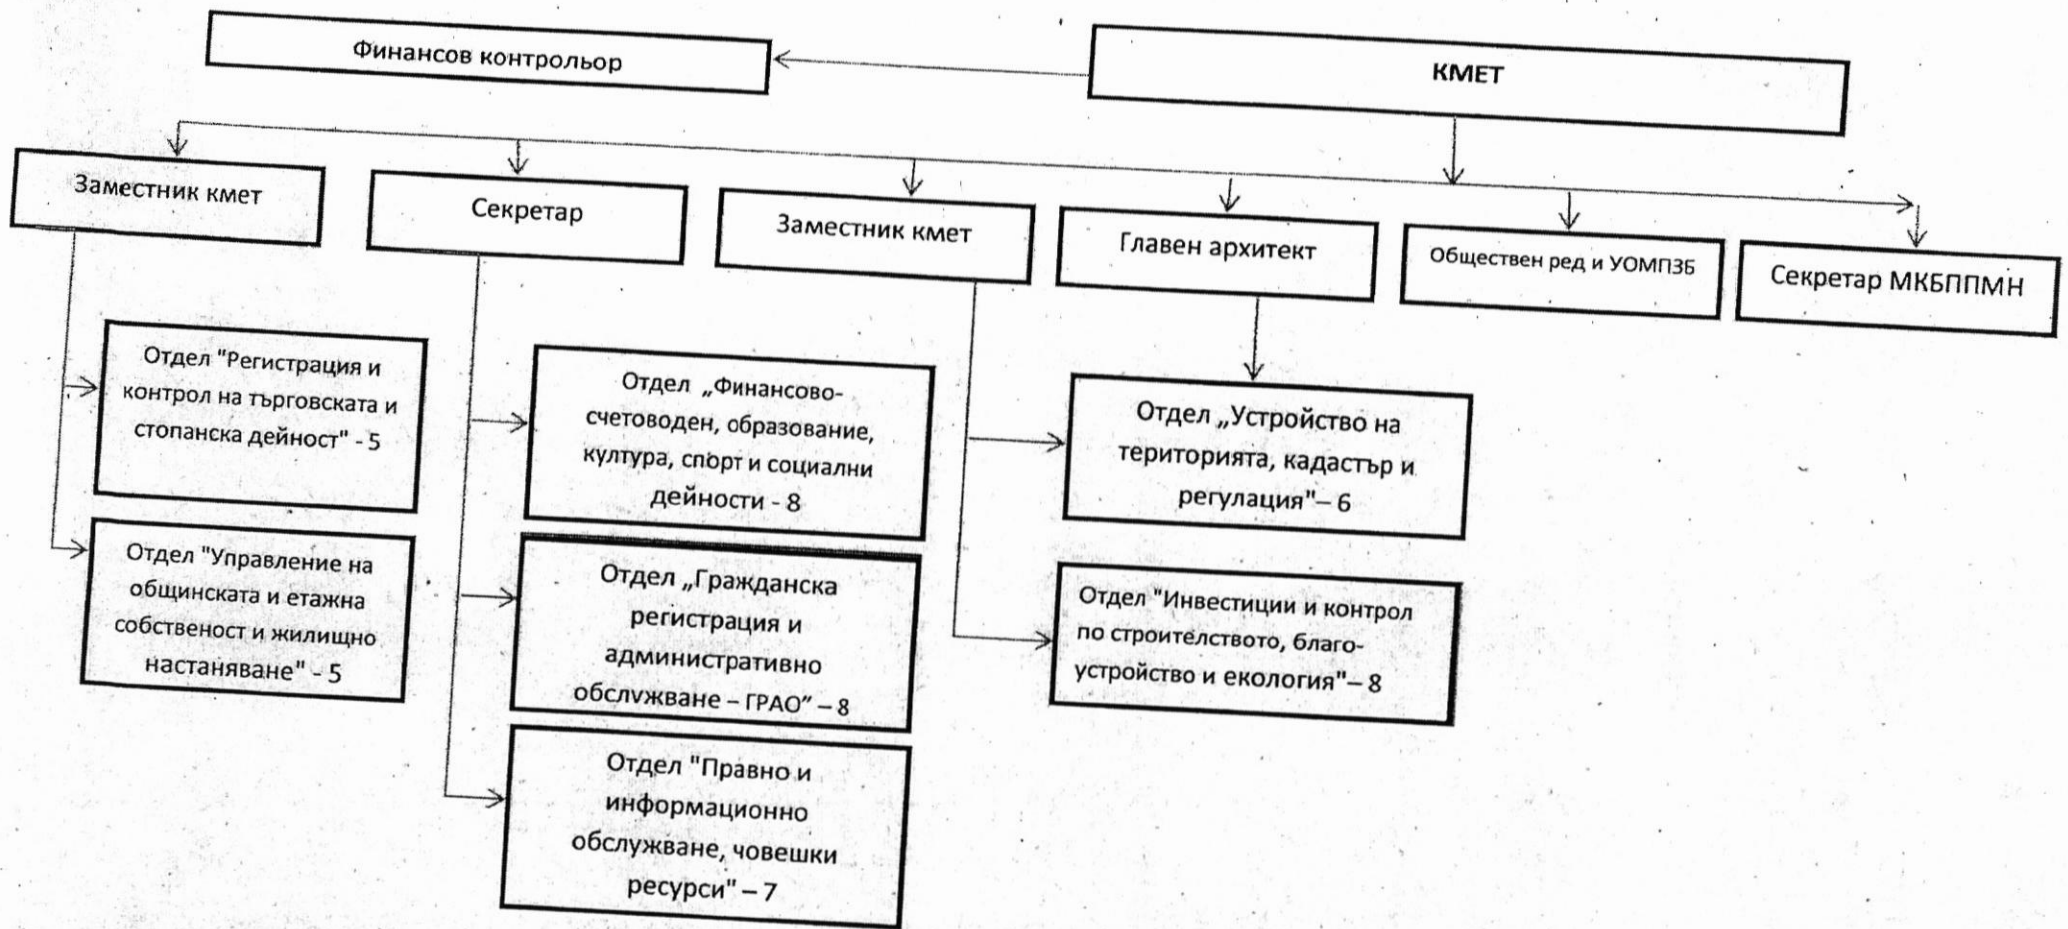 Финансов контрольор
КМЕТ
Заместник кмет
Секретар
Заместник кмет
Главен архитект
Обществен ред и УОМПЗБ
Секретар МКБППМН
Отдел "Регистрация и
контрол на търговската и
стопанска дейност" - 5
Отдел "Управление на
общинската и етажна
собственост и жилищно
настаняване" - 5
Отдел „Финансово-
счетоводен, образование,
култура, спорт и социални
дейности - 8
Отдел „Гражданска
регистрация и
административно
обслужване – ГРАО” – 8
Отдел "Правно и
информационно
обслужване, човешки
ресурси" – 7
Отдел „Устройство на
територията, кадастър и
регулация"– 6
Отдел "Инвестиции и контрол
по строителството, благо-
устройство и екология"– 8